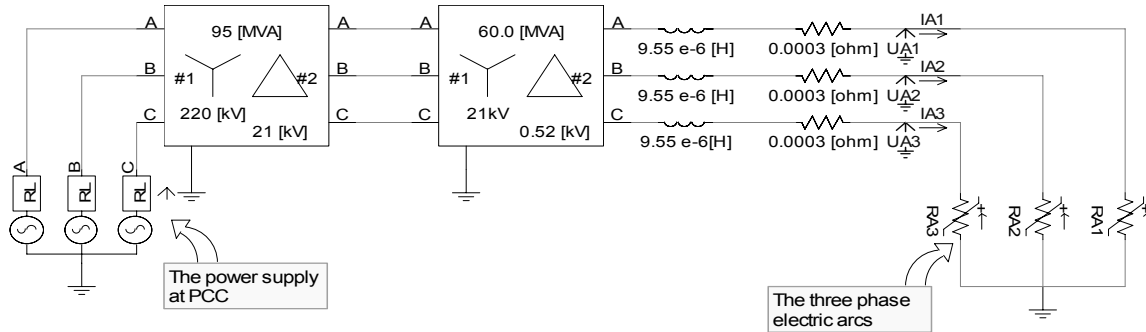 A A A A
95 [MVA] 60.0 [MVA] IA1
9.55 e-6 [H] 0.0003 [ohm] UA1
B B B B IA2
#1 #2 #1 #2
9.55 e-6 [H] 0.0003 [ohm] UA2
220 [kV] 21kV
C C C C IA3
21 [kV] 0.52 [kV]
9.55 e-6[H] 0.0003 [ohm] UA3
A B C
RL RL RL
RA3 RA2 RA1
The power supply
at PCC
The three phase
electric arcs